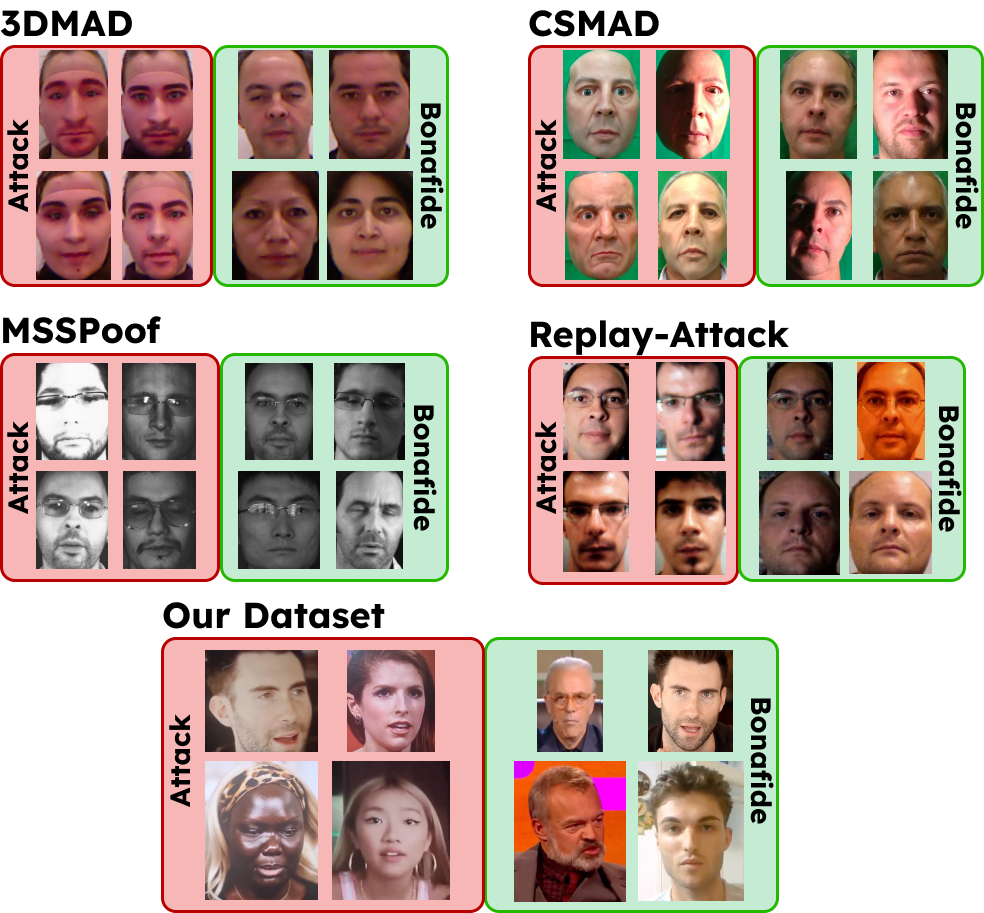 3DMAD
Attack
Bonafide
CSMAD
Attack
Bonafide
MSSPoof
Attack
Bonafide
Replay-Attack
Attack
Bonafide
Our Dataset
Attack
Bonafide